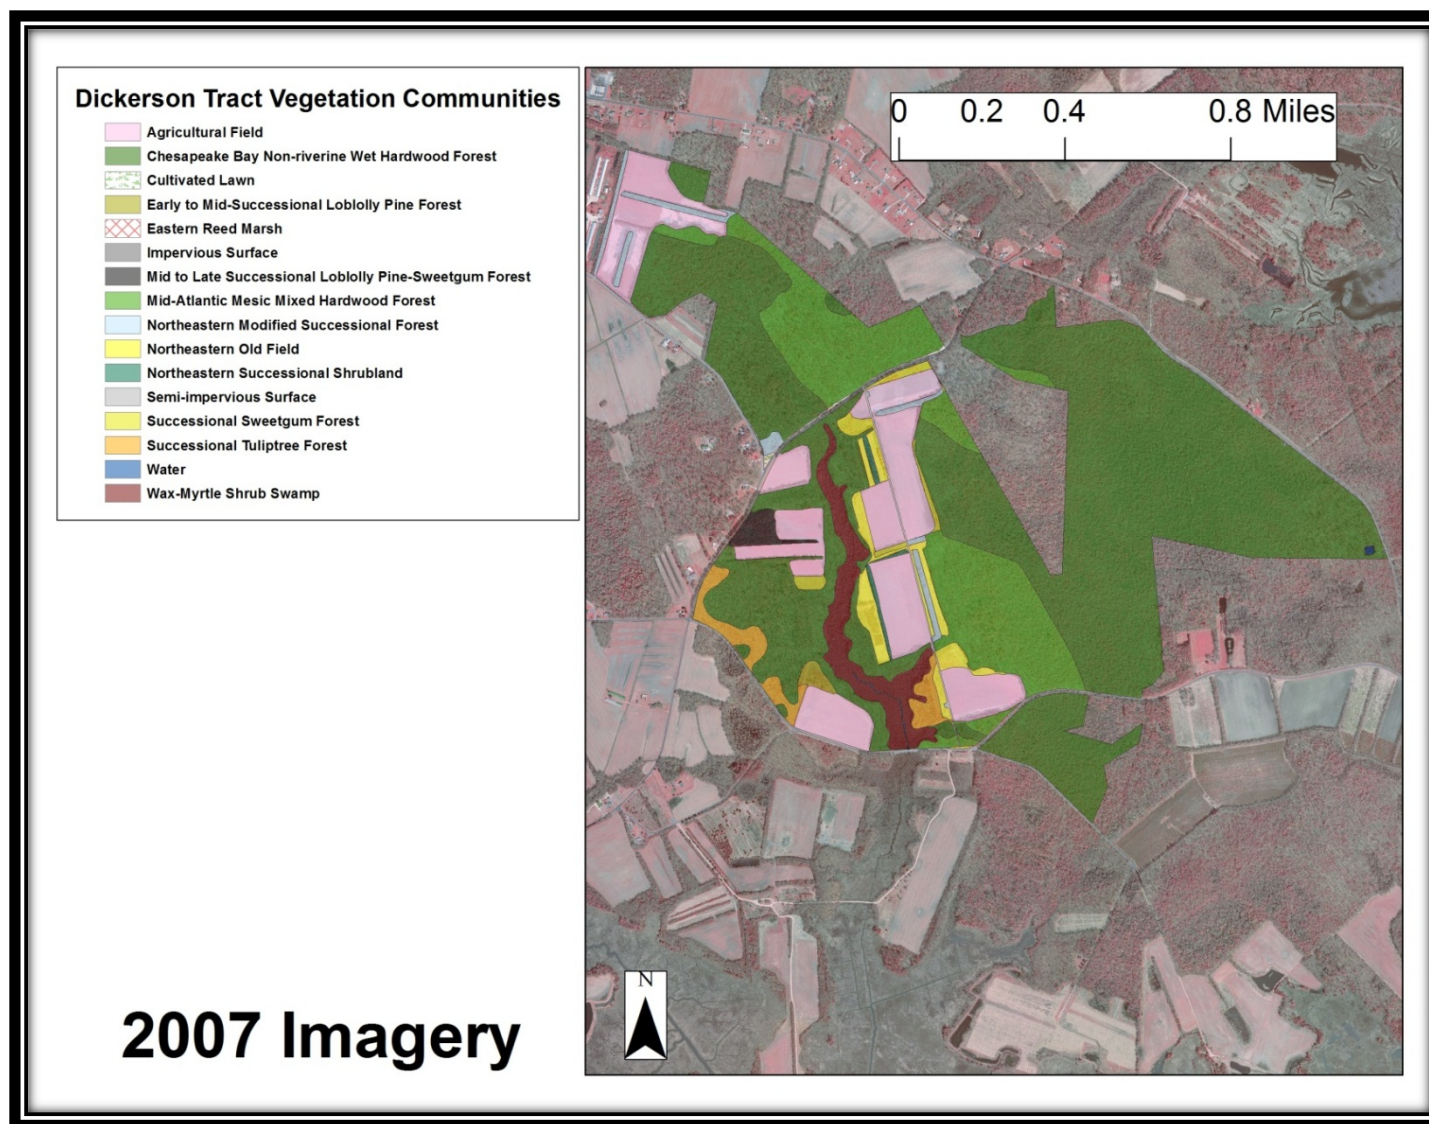 Dickerson Tract Vegetation Communities
Agricultural Field
Chesapeake Bay Non-riverine Wet Hardwood Forest
Cultivated Lawn
Early to Mid-Successional Loblolly Pine Forest
Eastern Reed Marsh
Impervious Surface
Mid to Late Successional Loblolly Pine-Sweetgum Forest
Mid-Atlantic Mesic Mixed Hardwood Forest
Northeastern Modified Successional Forest
Northeastern Old Field
Northeastern Successional Shrubland
Semi-impervious Surface
Successional Sweetgum Forest
Successional Tuliptree Forest
Water
Wax-Myrtle Shrub Swamp
0 0.2 0.4 0.8 Miles
N
2007 Imagery